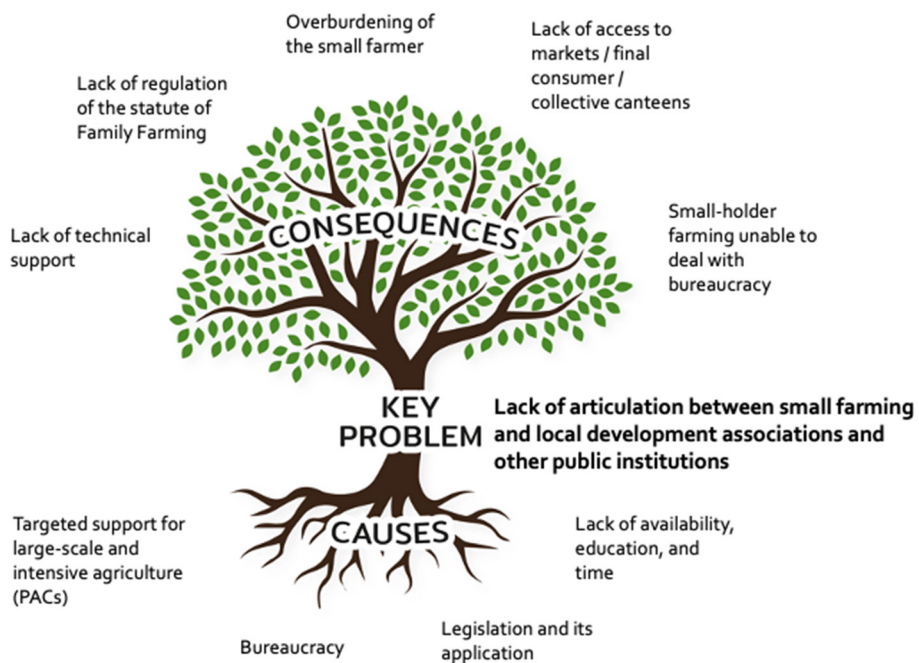 Overburdening of
the small farmer
Lack of access to
markets / final
consumer /
collective canteens
Lack of regulation
of the statute of
Family Farming
Lack of technical
support
CONSEQUENCES
Small-holder
farming unable to
deal with
bureaucracy
KEY
PROBLEM
Lack of articulation between small farming
and local development associations and
other public institutions
CAUSES
Targeted support for
large-scale and
intensive agriculture
(PACs)
Lack of availability,
education, and
time
Bureaucracy
Legislation and its
application